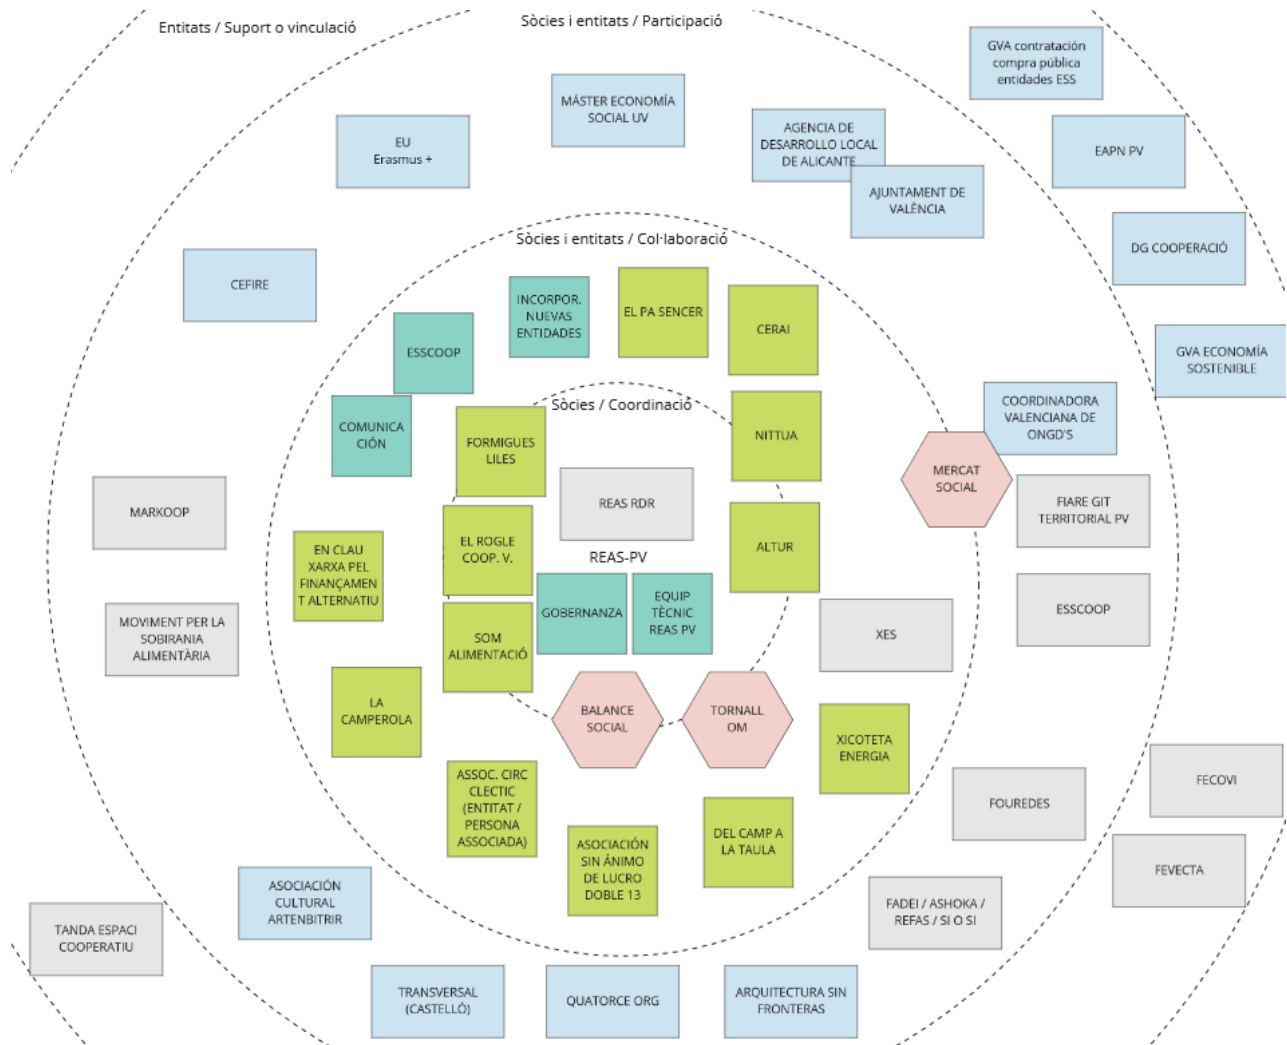 Entitats / Suport o vinculació
Sòcies i entitats / Participació
GVA contratación
compra pública
entidades ESS
MÁSTER ECONOMÍA
SOCIAL UV
EU
Erasmus +
AGENCIA DE
DESARROLLO LOCAL
DE ALICANTE
EAPN PV
AJUNTAMENT DE
VALÈNCIA
DG COOPERACIÓ
Sòcies i entitats / Col·laboració
CEFIRE
INCORPOR.
NUEVAS
ENTIDADES
EL PA SENCER
CERAI
ESSCOOP
GVA ECONOMÍA
SOSTENIBLE
Sòcies / Coordinació
COORDINADORA
VALENCIANA DE
ONGD'S
COMUNICA
CIÓN
FORMIGUES
LILES
NITTUA
MERCAT
SOCIAL
REAS RDR
MARKOOP
FIARE GIT
TERRITORIAL PV
EL ROGLE
COOP. V.
ALTUR
EN CLAU
XARXA PEL
FINANÇAMEN
T ALTERNATIU
REAS-PV
GOBERNANZA
EQUIP
TÈCNIC
REAS PV
ESSCOOP
MOVIMENT PER LA
SOBIRANIA
ALIMENTÀRIA
SOM
ALIMENTACIÓ
XES
LA
CAMPEROLA
BALANCE
SOCIAL
TORNALL
OM
XICOTETA
ENERGIA
ASSOC. CIRC
CLECTIC
(ENTITAT /
PERSONA
ASSOCIADA)
FOUREDES
FECOVI
ASOCIACIÓN
SIN ÁNIMO
DE LUCRO
DOBLE 13
DEL CAMP A
LA TAULA
FEVECTA
ASOCIACIÓN
CULTURAL
ARTENBITRIR
FADEI / ASHOKA /
REFAS / SI O SI
TANDA ESPACI
COOPERATIU
TRANSVERSAL
(CASTELLÓ)
QUATORCE ORG
ARQUITECTURA SIN
FRONTERAS